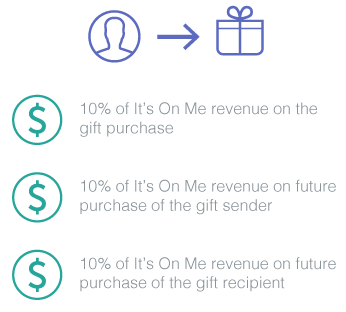 $
10% of It's On Me revenue on the
gift purchase
$
10% of It's On Me revenue on future
purchase of the gift sender
$
10% of It's On Me revenue on future
purchase of the gift recipient